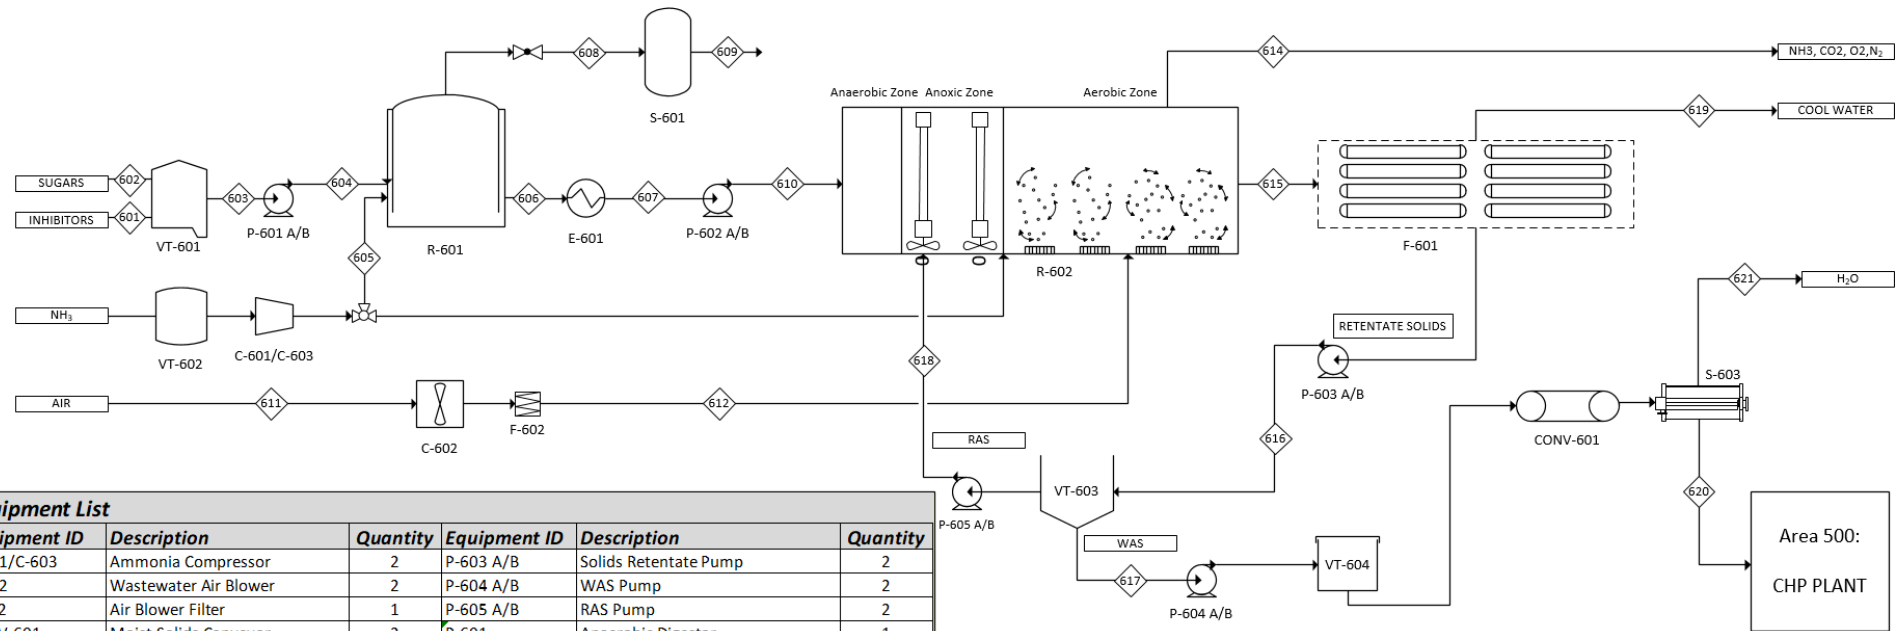 608
609
S-601
614
NH3, CO2, O2,N₂
Anaerobic Zone
Anoxic Zone
Aerobic Zone
619
COOL WATER
SUGARS
602
INHIBITORS
601
VT-601
603
P-601 A/B
604
R-601
606
E-601
607
P-602 A/B
610
R-602
615
F-601
605
NH₃
VT-602
C-601/C-603
618
RETENTATE SOLIDS
P-603 A/B
621
H₂O
S-603
AIR
611
C-602
F-602
612
RAS
616
CONV-601
VT-603
P-605 A/B
620
WAS
617
P-604 A/B
VT-604
Area 500:
CHP PLANT
ipment List
ipment ID Description Quantity Equipment ID Description Quantity
1/C-603 Ammonia Compressor 2 P-603 A/B Solids Retentate Pump 2
2 Wastewater Air Blower 2 P-604 A/B WAS Pump 2
2 Air Blower Filter 1 P-605 A/B RAS Pump 2